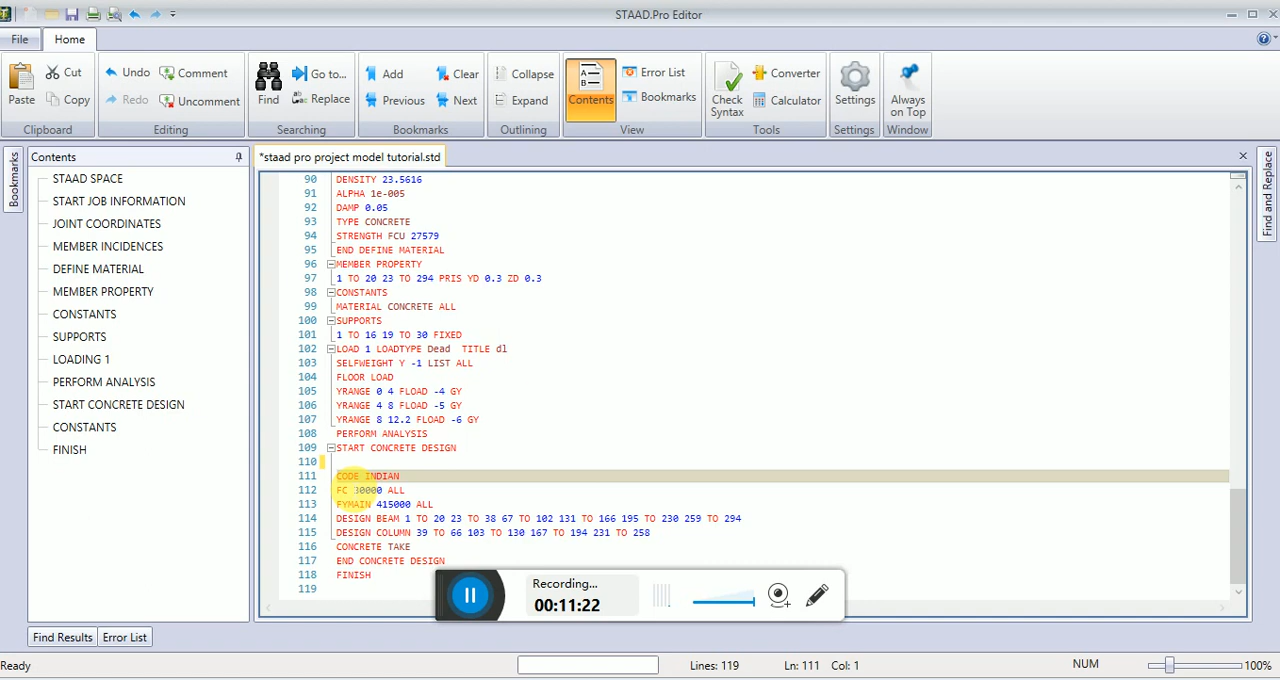 STAAD.Pro Editor
File
Home
Paste
Cut
Copy
Clipboard
Undo
Redo
Comment
Uncomment
Editing
Find
Go to...
Replace
Searching
Add
Previous
Clear
Next
Bookmarks
Collapse
Expand
Outlining
Contents
Error List
Bookmarks
View
Check Syntax
Converter
Calculator
Tools
Settings
Settings
Always on Top
Window
Bookmarks
Contents
STAAD SPACE
START JOB INFORMATION
JOINT COORDINATES
MEMBER INCIDENCES
DEFINE MATERIAL
MEMBER PROPERTY
CONSTANTS
SUPPORTS
LOADING 1
PERFORM ANALYSIS
START CONCRETE DESIGN
CONSTANTS
FINISH
*staad pro project model tutorial.std
90 DENSITY 23.5616
91 ALPHA 1e-005
92 DAMP 0.05
93 TYPE CONCRETE
94 STRENGTH FCU 27579
95 END DEFINE MATERIAL
96 MEMBER PROPERTY
97 1 TO 20 23 TO 294 PRIS YD 0.3 ZD 0.3
98 CONSTANTS
99 MATERIAL CONCRETE ALL
100 SUPPORTS
101 1 TO 16 19 TO 30 FIXED
102 LOAD 1 LOADTYPE Dead  TITLE dl
103 SELFWEIGHT Y -1 LIST ALL
104 FLOOR LOAD
105 YRANGE 0 4 FLOAD -4 GY
106 YRANGE 4 8 FLOAD -5 GY
107 YRANGE 8 12.2 FLOAD -6 GY
108 PERFORM ANALYSIS
109 START CONCRETE DESIGN
110
111 CODE INDIAN
112 FC 30000 ALL
113 FYMAIN 415000 ALL
114 DESIGN BEAM 1 TO 20 23 TO 38 67 TO 102 131 TO 166 195 TO 230 259 TO 294
115 DESIGN COLUMN 39 TO 66 103 TO 130 167 TO 194 231 TO 258
116 CONCRETE TAKE
117 END CONCRETE DESIGN
118 FINISH
119
Find and Replace
Recording...
00:11:22
Find Results
Error List
Ready
Lines: 119
Ln: 111
Col: 1
NUM
100%